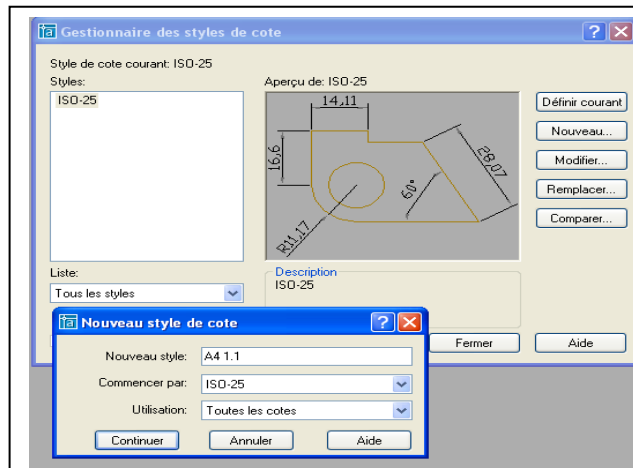 Gestionnaire des styles de cote
Style de cote courant: ISO-25
Styles:
ISO-25
Aperçu de: ISO-25
14,11
16,6
28,07
60°
R11,17
Définir courant
Nouveau...
Modifier...
Remplacer...
Comparer...
Liste:
Tous les styles
Description
ISO-25
Fermer
Aide
Nouveau style de cote
Nouveau style:
A4 1.1
Commencer par:
ISO-25
Utilisation:
Toutes les cotes
Continuer
Annuler
Aide